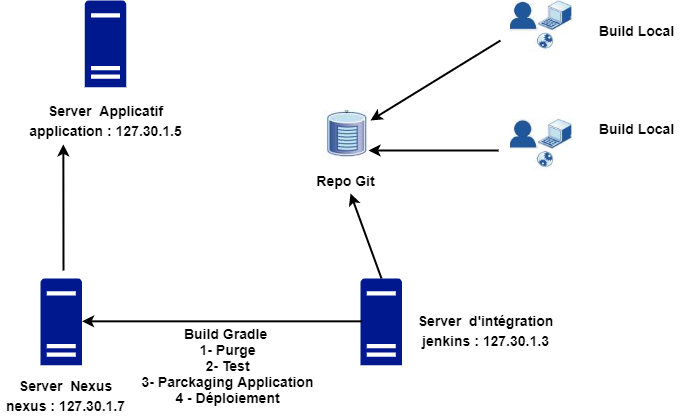 Build Local
Server Applicatif
application : 127.30.1.5
Build Local
Repo Git
Server d'intégration
jenkins : 127.30.1.3
Build Gradle
1- Purge
2- Test
3- Parckaging Application
4 - Déploiement
Server Nexus
nexus : 127.30.1.7